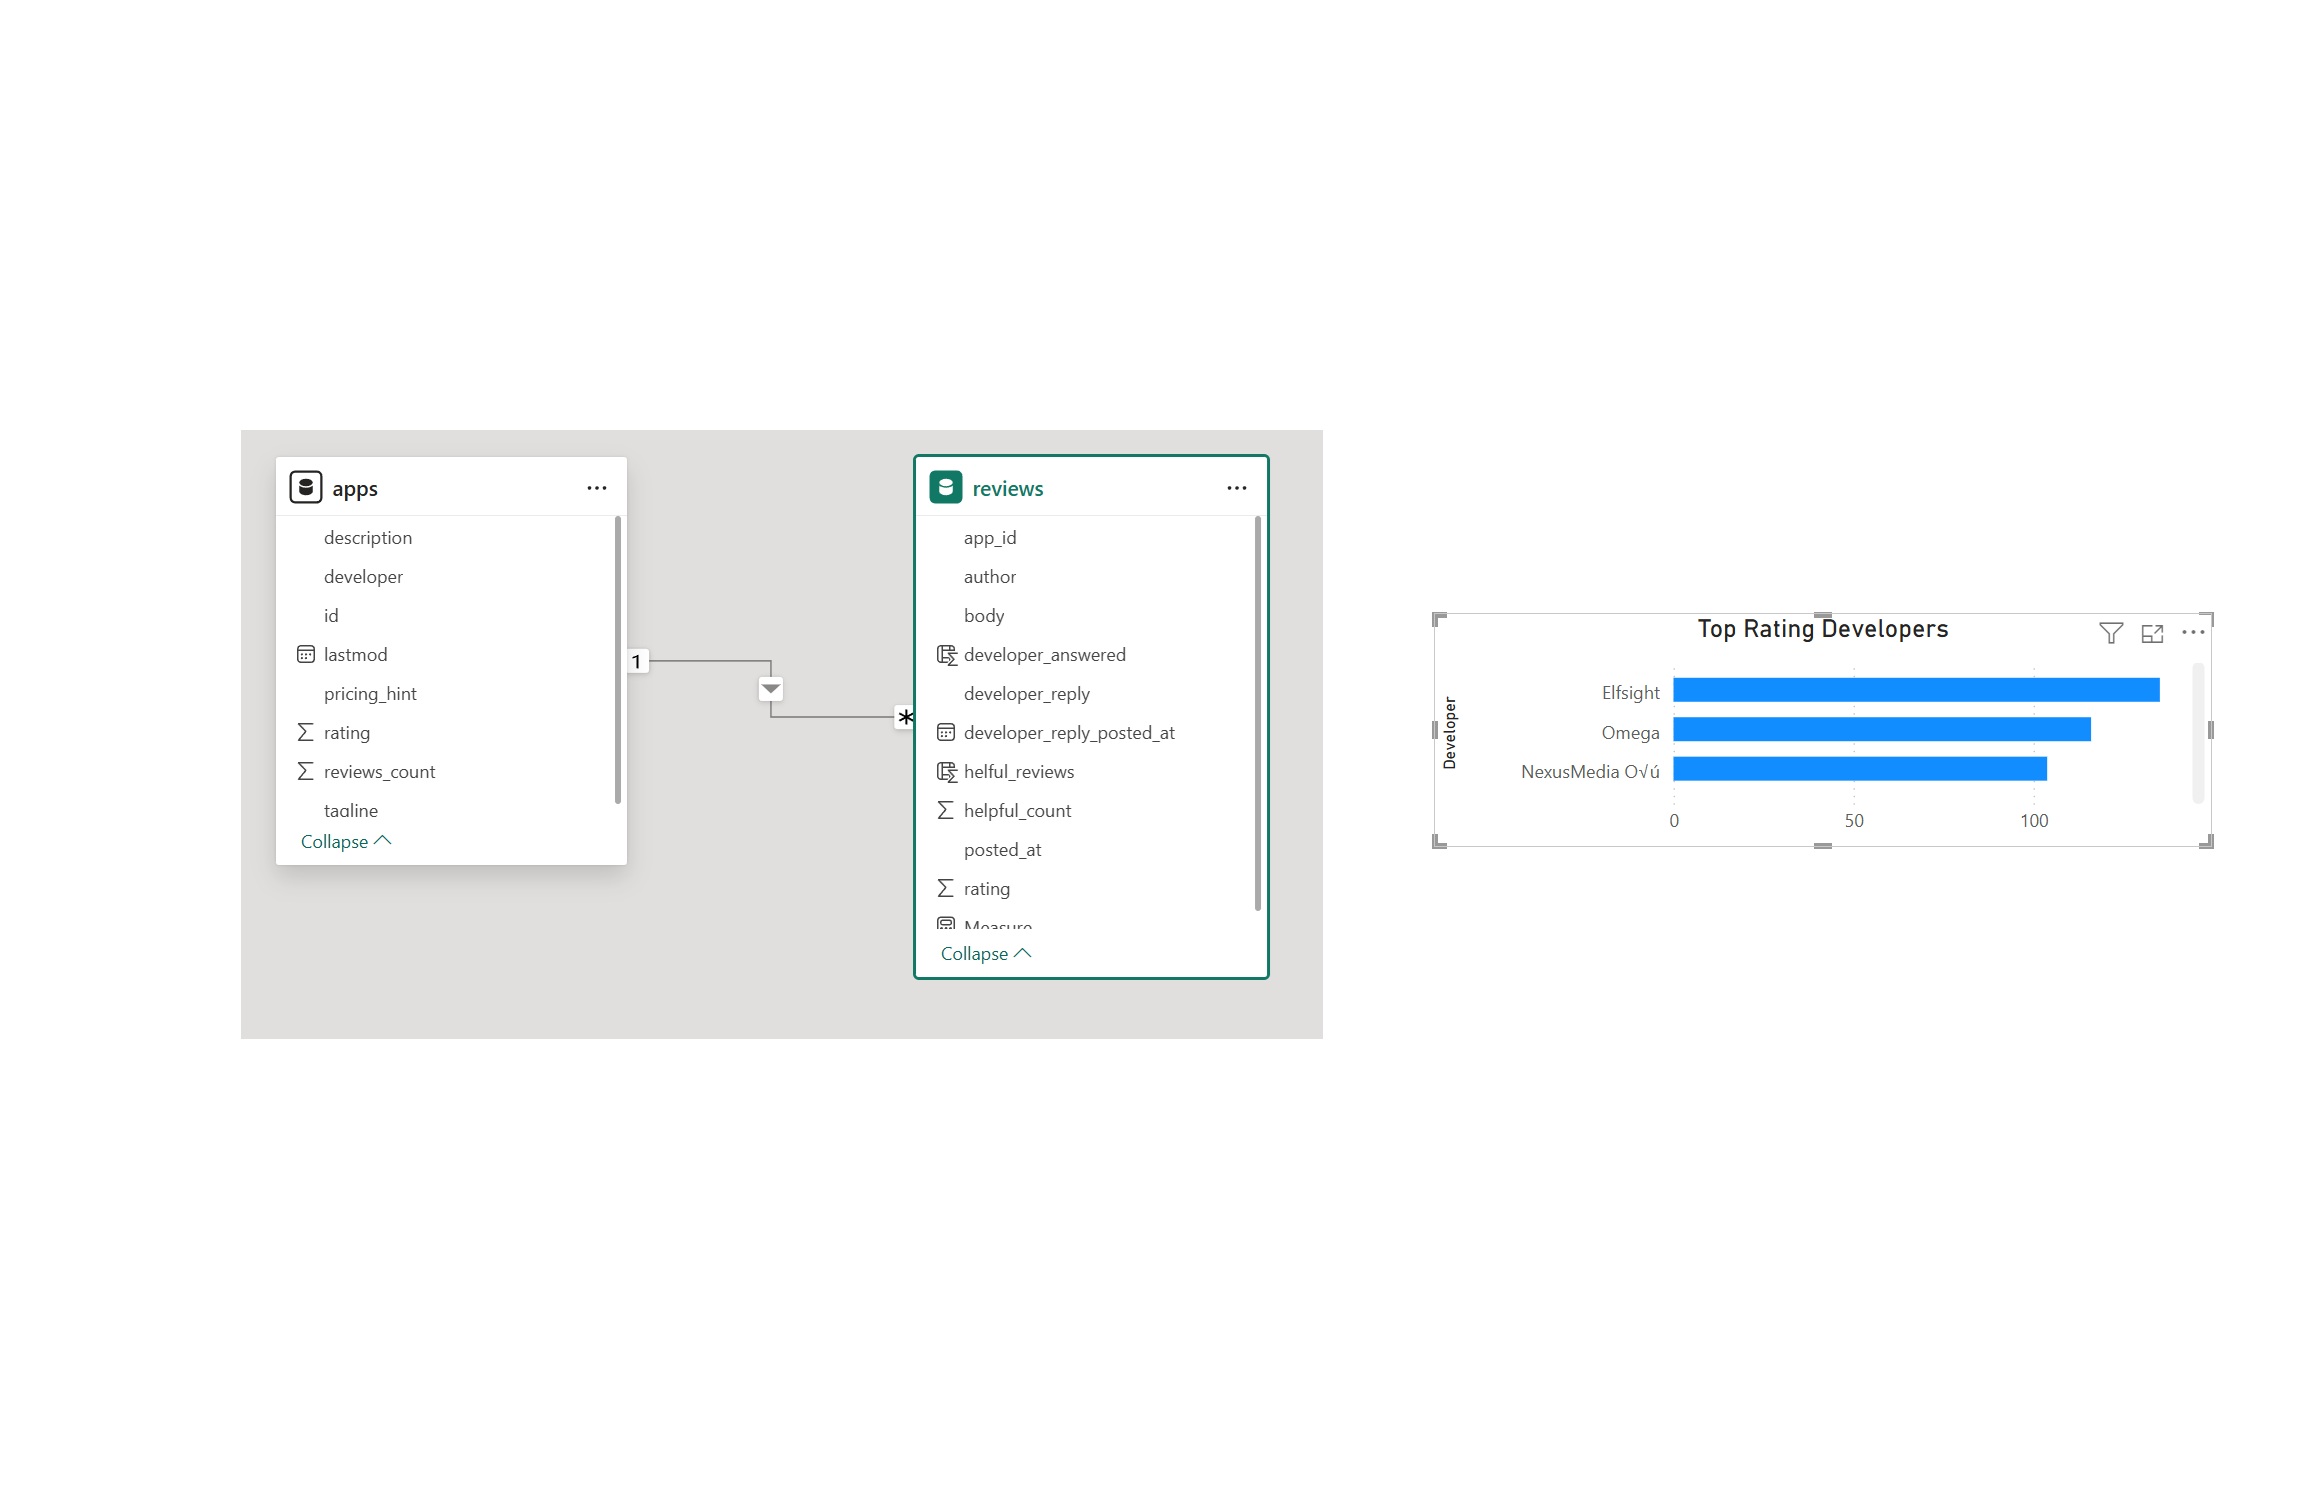 apps
description
developer
id
lastmod
pricing_hint
rating
reviews_count
tagline
Collapse
1
*
reviews
app_id
author
body
developer_answered
developer_reply
developer_reply_posted_at
helful_reviews
helpful_count
posted_at
rating
Measure
Collapse
Top Rating Developers
Developer
Elfsight
Omega
NexusMedia O√ú
0 50 100